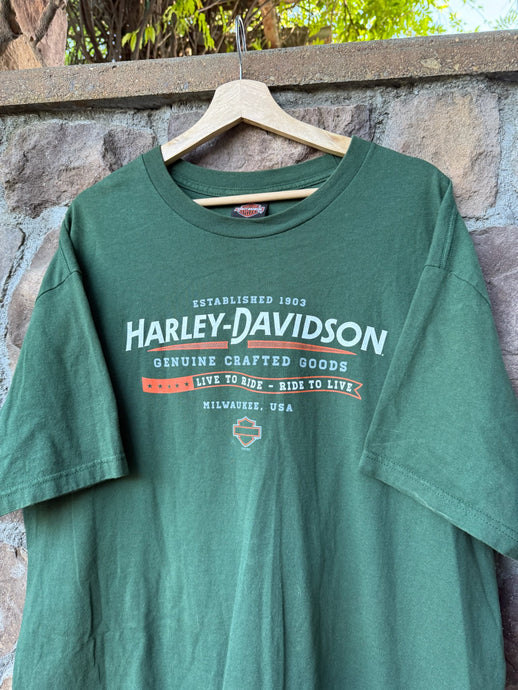 ESTABLISHED 1903
HARLEY-DAVIDSON
GENUINE CRAFTED GOODS
LIVE TO RIDE - RIDE TO LIVE
MILWAUKEE, USA